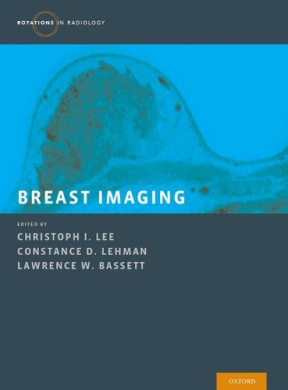 ROTATIONS IN RADIOLOGY
BREAST IMAGING
EDITED BY
CHRISTOPH I. LEE
CONSTANCE D. LEHMAN
LAWRENCE W. BASSETT
OXFORD